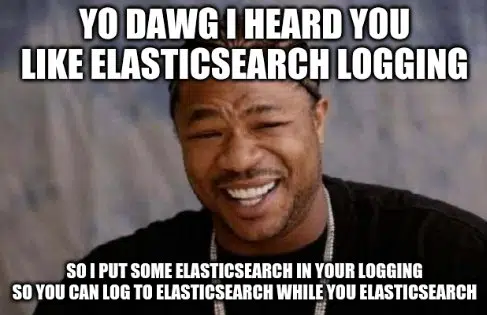 YO DAWG I HEARD YOU
LIKE ELASTICSEARCH LOGGING
SO I PUT SOME ELASTICSEARCH IN YOUR LOGGING
SO YOU CAN LOG TO ELASTICSEARCH WHILE YOU ELASTICSEARCH